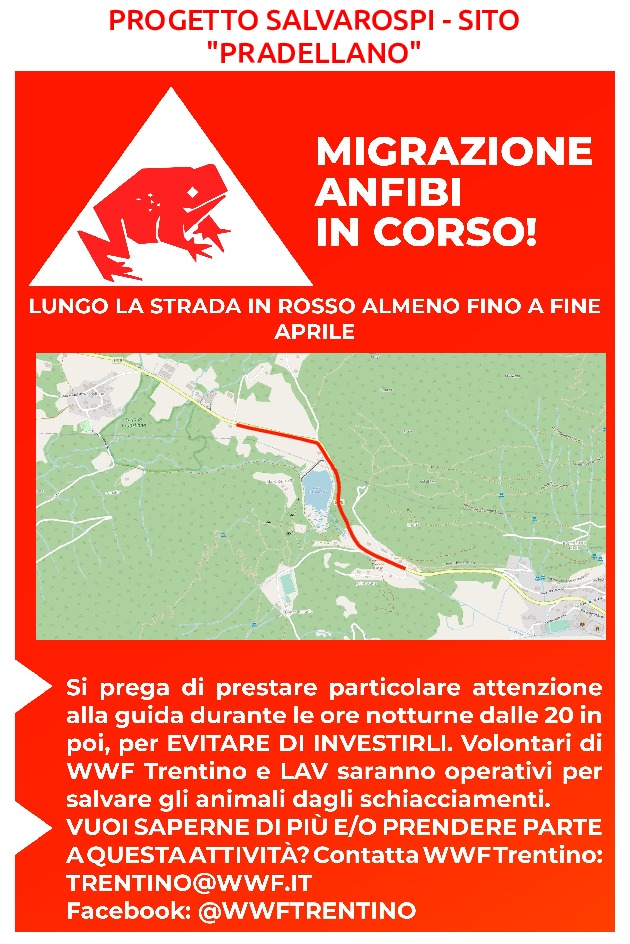 PROGETTO SALVAROSPI - SITO
"PRADELLANO"
MIGRAZIONE
ANFIBI
IN CORSO!
LUNGO LA STRADA IN ROSSO ALMENO FINO A FINE
APRILE
Si prega di prestare particolare attenzione
alla guida durante le ore notturne dalle 20 in
poi, per EVITARE DI INVESTIRLI. Volontari di
WWF Trentino e LAV saranno operativi per
salvare gli animali dagli schiacciamenti.
VUOI SAPERNE DI PIÙ E/O PRENDERE PARTE
A QUESTA ATTIVITÀ? Contatta WWF Trentino:
TRENTINO@WWF.IT
Facebook: @WWFTRENTINO